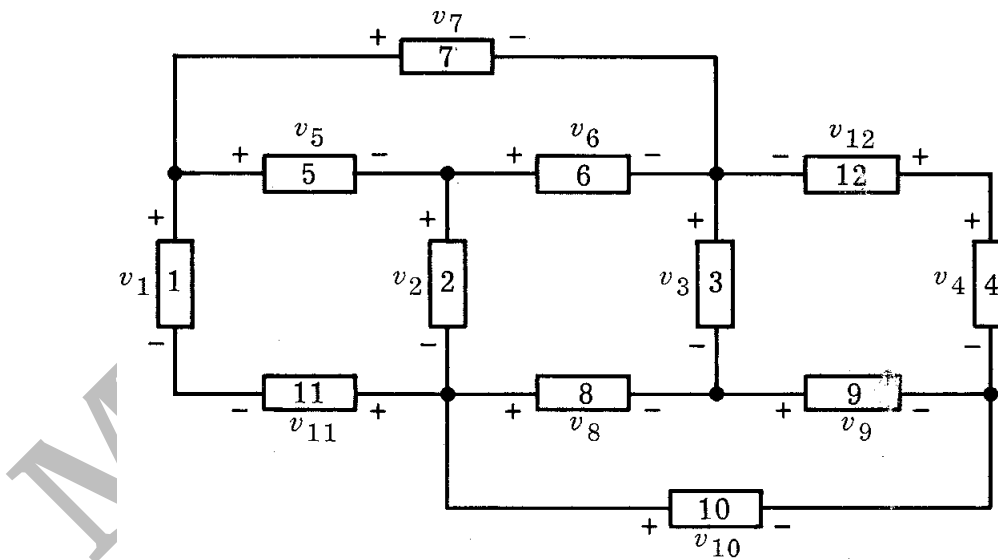 v7
+ 7 −
v5 v6 v12
+ 5 − + 6 − − 12 +
+ + + +
v1 1 v2 2 v3 3 v4 4
− − − −
− 11 + + 8 − + 9 −
v11 v8 v9
+ 10 −
v10
M